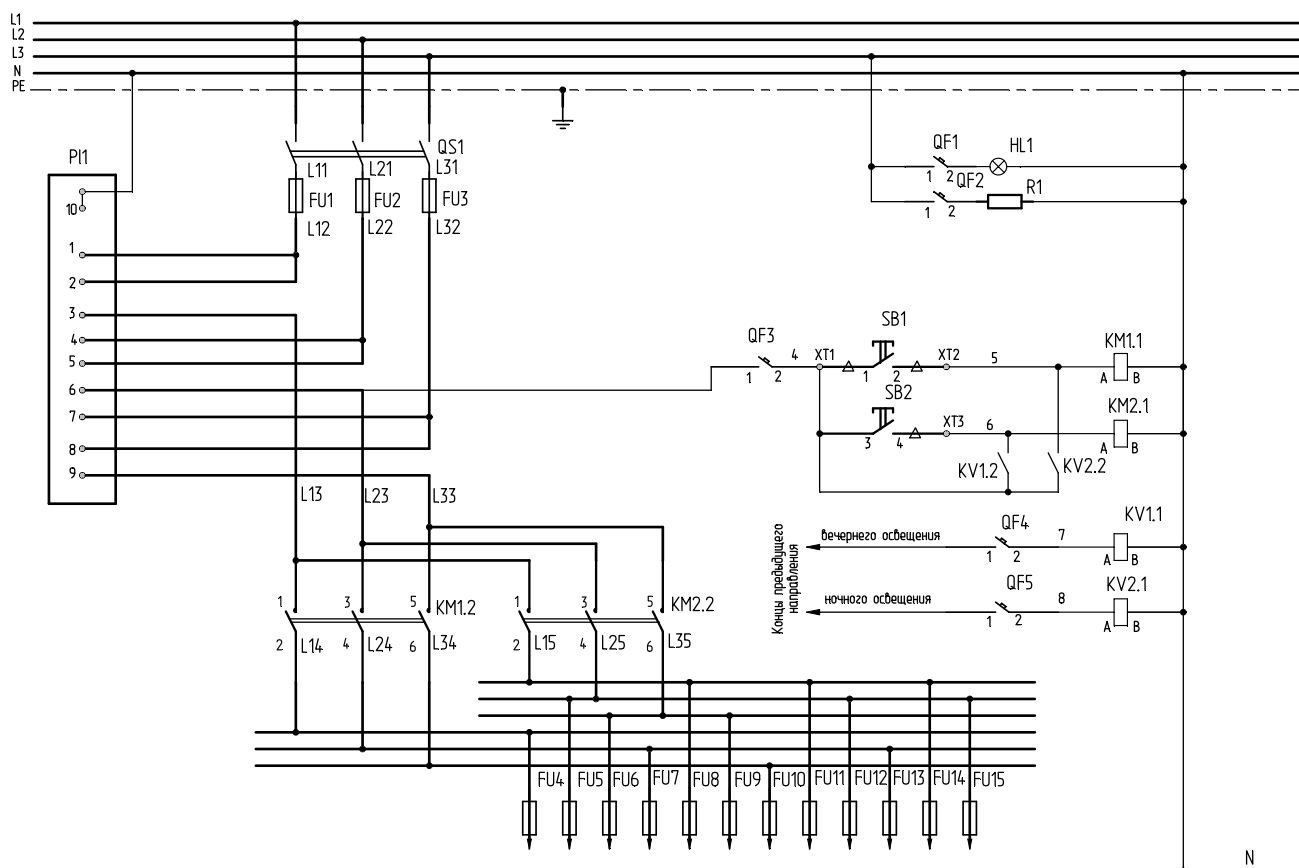 L1
L2
L3
N
PE
PI1
10
1
2
3
4
5
6
7
8
9
QS1
L11
L21
L31
FU1
FU2
FU3
L12
L22
L32
QF1
HL1
1
2
QF2
R1
1
2
QF3
1
2
4
XT1
SB1
1
2
XT2
5
KM1.1
A
B
SB2
3
4
XT3
6
KM2.1
A
B
KV1.2
KV2.2
L13
L23
L33
Концы предыдущего
направления
вечернего освещения
QF4
1
2
7
KV1.1
A
B
ночного освещения
QF5
1
2
8
KV2.1
A
B
1
3
5
KM1.2
1
3
5
KM2.2
2
L14
4
L24
6
L34
2
L15
4
L25
6
L35
FU4
FU5
FU6
FU7
FU8
FU9
FU10
FU11
FU12
FU13
FU14
FU15
N